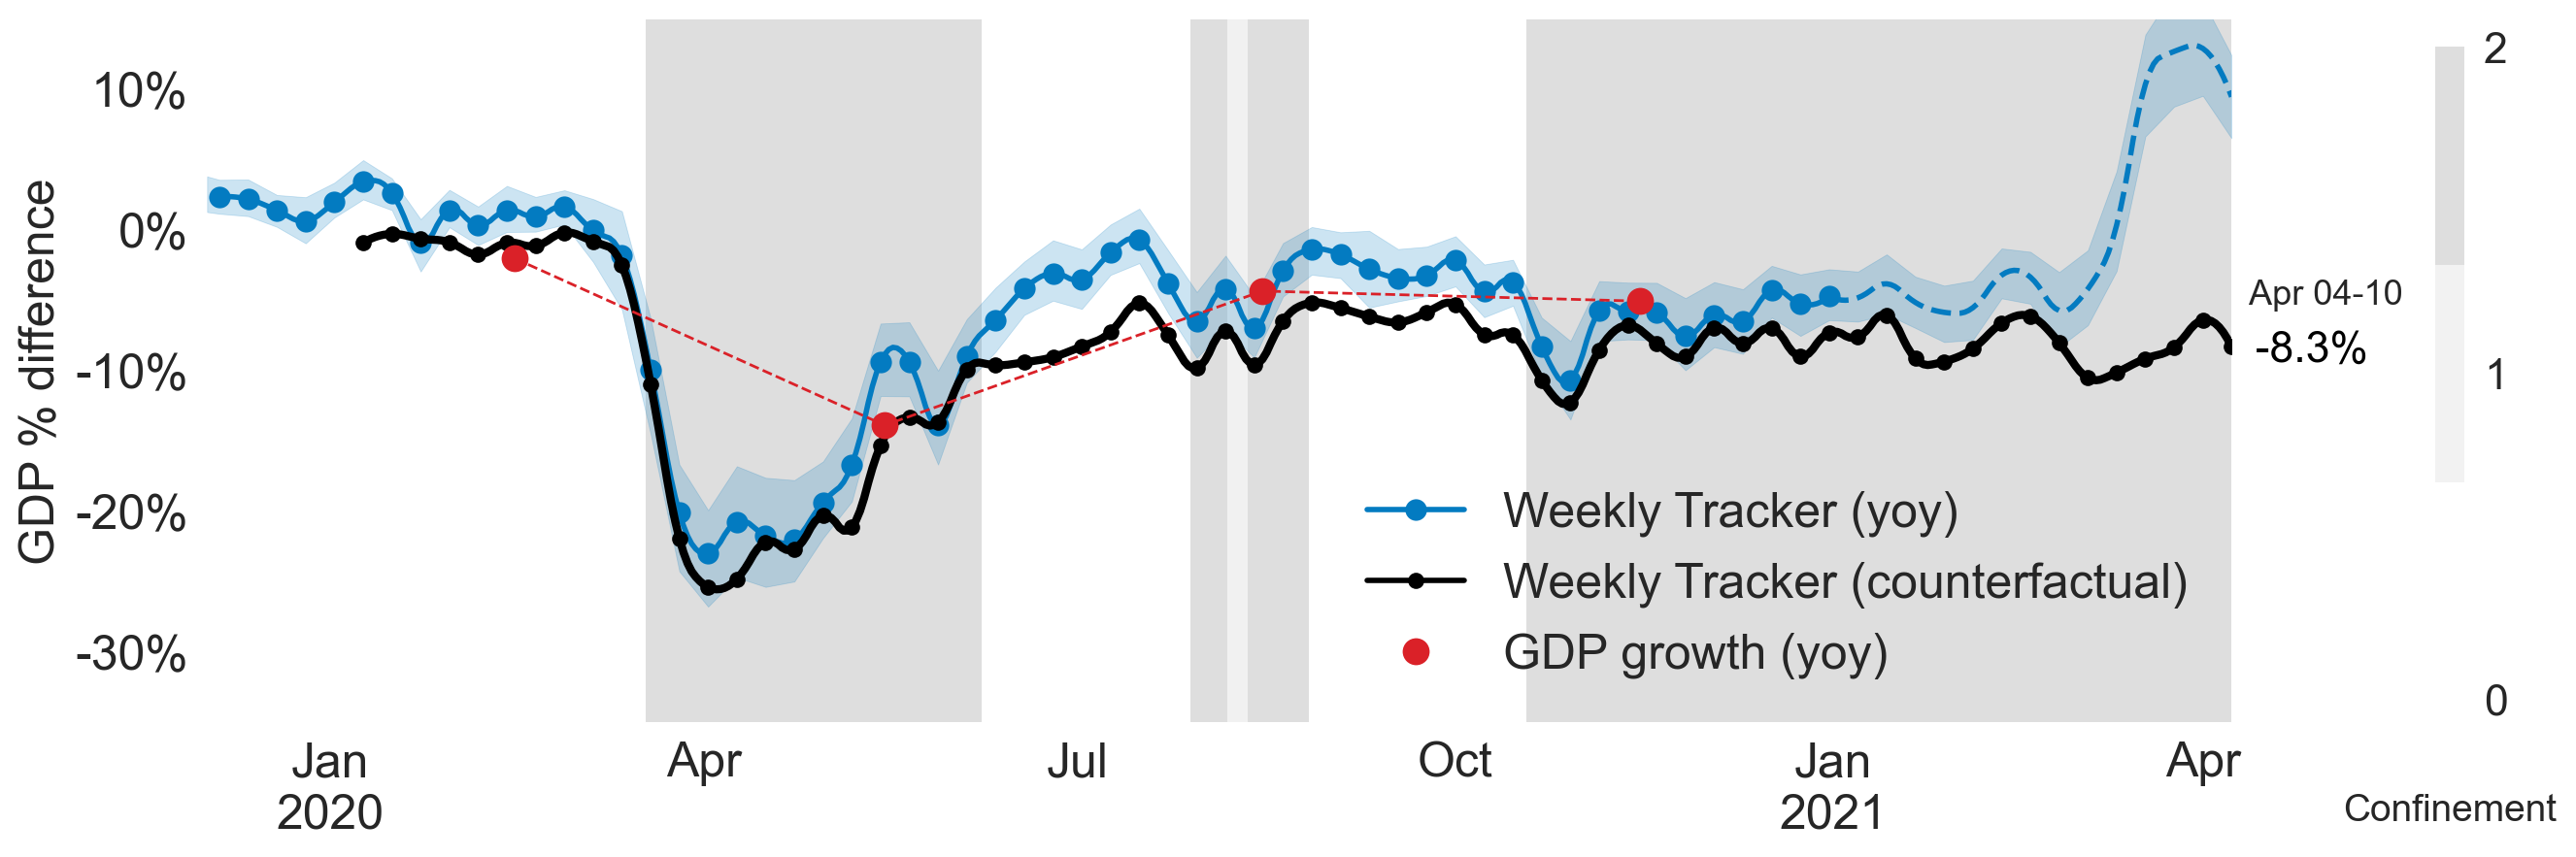 GDP % difference
10%
0%
-10%
-20%
-30%
Jan
2020
Apr
Jul
Oct
Jan
2021
Apr
Weekly Tracker (yoy)
Weekly Tracker (counterfactual)
GDP growth (yoy)
Apr 04-10
-8.3%
2
1
0
Confinement